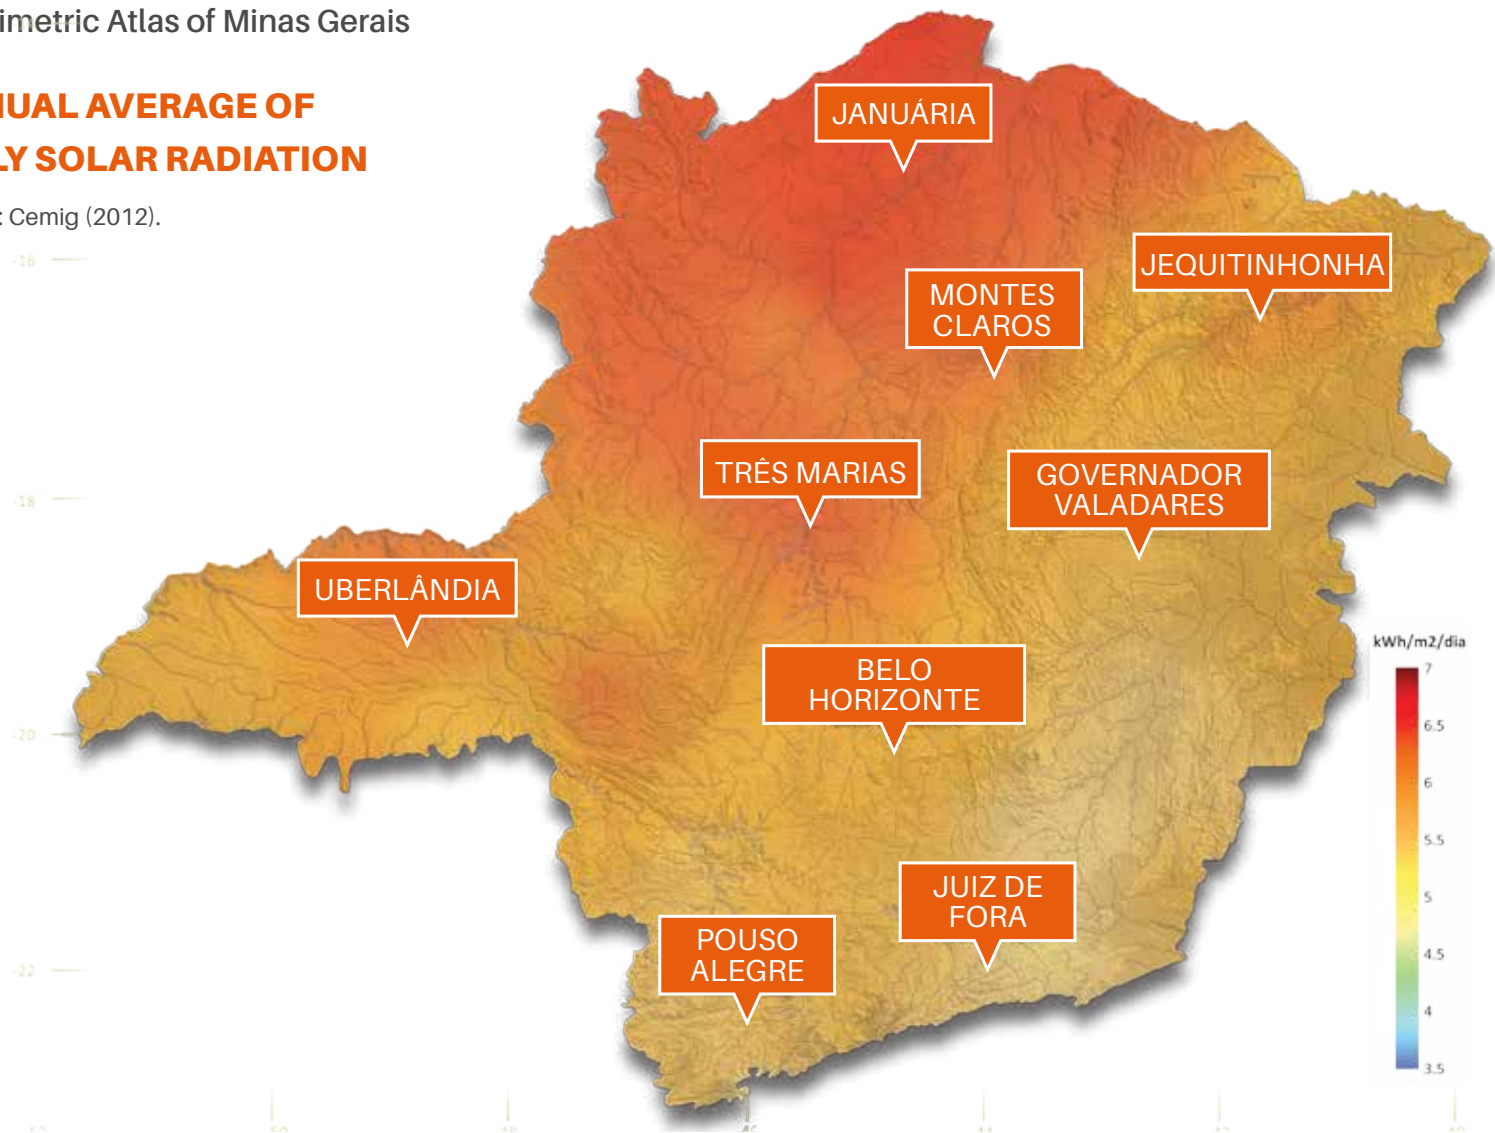 imetric Atlas of Minas Gerais
NUAL AVERAGE OF
LY SOLAR RADIATION
: Cemig (2012).
JANUÁRIA
-16
JEQUITINHONHA
MONTES
CLAROS
TRÊS MARIAS
GOVERNADOR
VALADARES
-18
UBERLÂNDIA
kWh/m2/dia
BELO
HORIZONTE
7
6.5
-20
6
5.5
JUIZ DE
FORA
5
POUSO
ALEGRE
4.5
-22
4
3.5